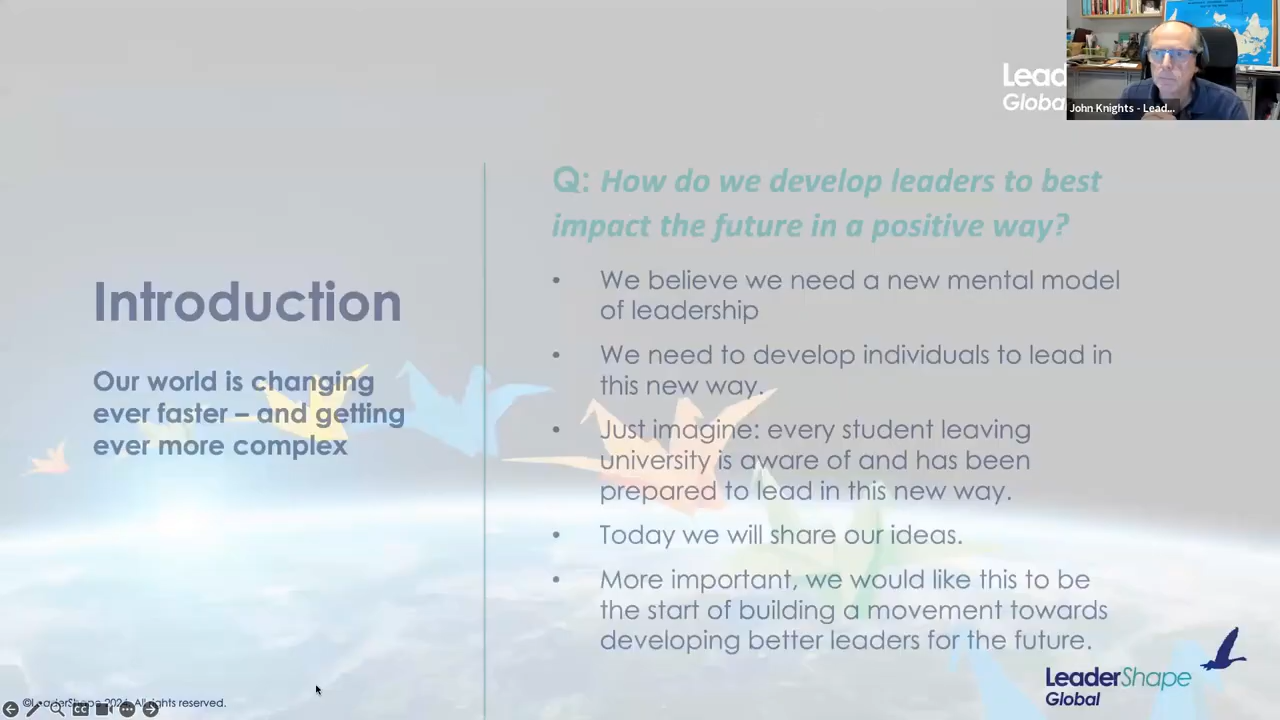 Lead
Global
John Knights - Lead...
Introduction
Our world is changing
ever faster – and getting
ever more complex
Q: How do we develop leaders to best
impact the future in a positive way?
• We believe we need a new mental model
of leadership
• We need to develop individuals to lead in
this new way.
• Just imagine: every student leaving
university is aware of and has been
prepared to lead in this new way.
• Today we will share our ideas.
• More important, we would like this to be
the start of building a movement towards
developing better leaders for the future.
LeaderShape
Global
©LeaderShape All rights reserved.